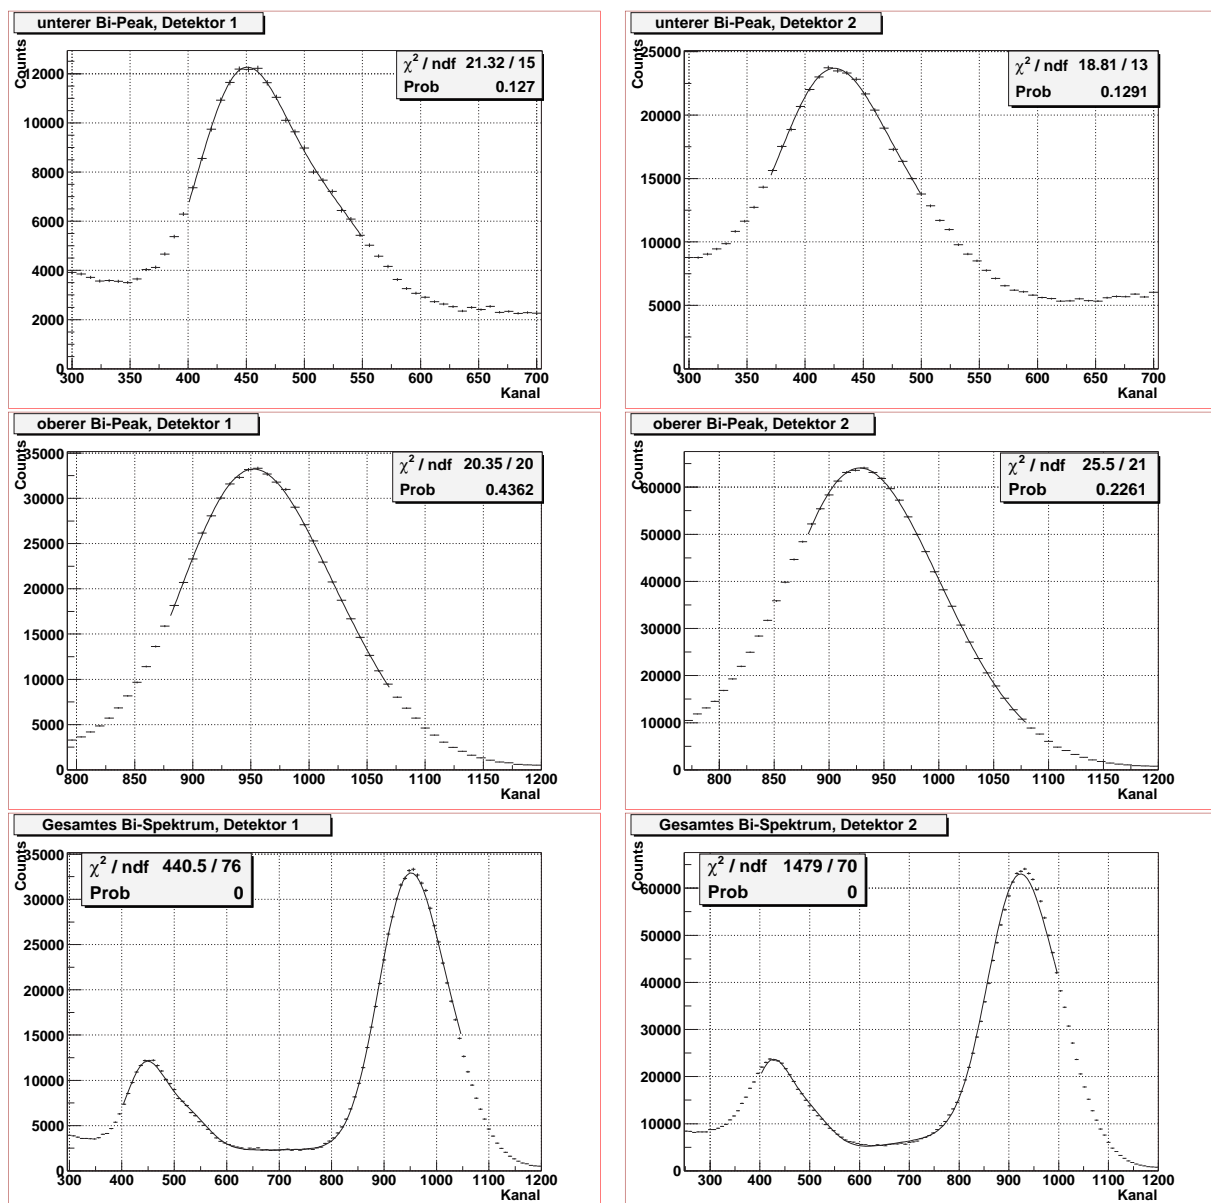 unterer Bi-Peak, Detektor 1
Counts
χ² / ndf 21.32 / 15
Prob 0.127
12000
10000
8000
6000
4000
2000
0
300 350 400 450 500 550 600 650 700
Kanal
unterer Bi-Peak, Detektor 2
Counts
χ² / ndf 18.81 / 13
Prob 0.1291
25000
20000
15000
10000
5000
0
300 350 400 450 500 550 600 650 700
Kanal
oberer Bi-Peak, Detektor 1
Counts
χ² / ndf 20.35 / 20
Prob 0.4362
35000
30000
25000
20000
15000
10000
5000
0
800 850 900 950 1000 1050 1100 1150 1200
Kanal
oberer Bi-Peak, Detektor 2
Counts
χ² / ndf 25.5 / 21
Prob 0.2261
60000
50000
40000
30000
20000
10000
0
800 850 900 950 1000 1050 1100 1150 1200
Kanal
Gesamtes Bi-Spektrum, Detektor 1
Counts
χ² / ndf 440.5 / 76
Prob 0
35000
30000
25000
20000
15000
10000
5000
0
300 400 500 600 700 800 900 1000 1100 1200
Kanal
Gesamtes Bi-Spektrum, Detektor 2
Counts
χ² / ndf 1479 / 70
Prob 0
60000
50000
40000
30000
20000
10000
0
300 400 500 600 700 800 900 1000 1100 1200
Kanal